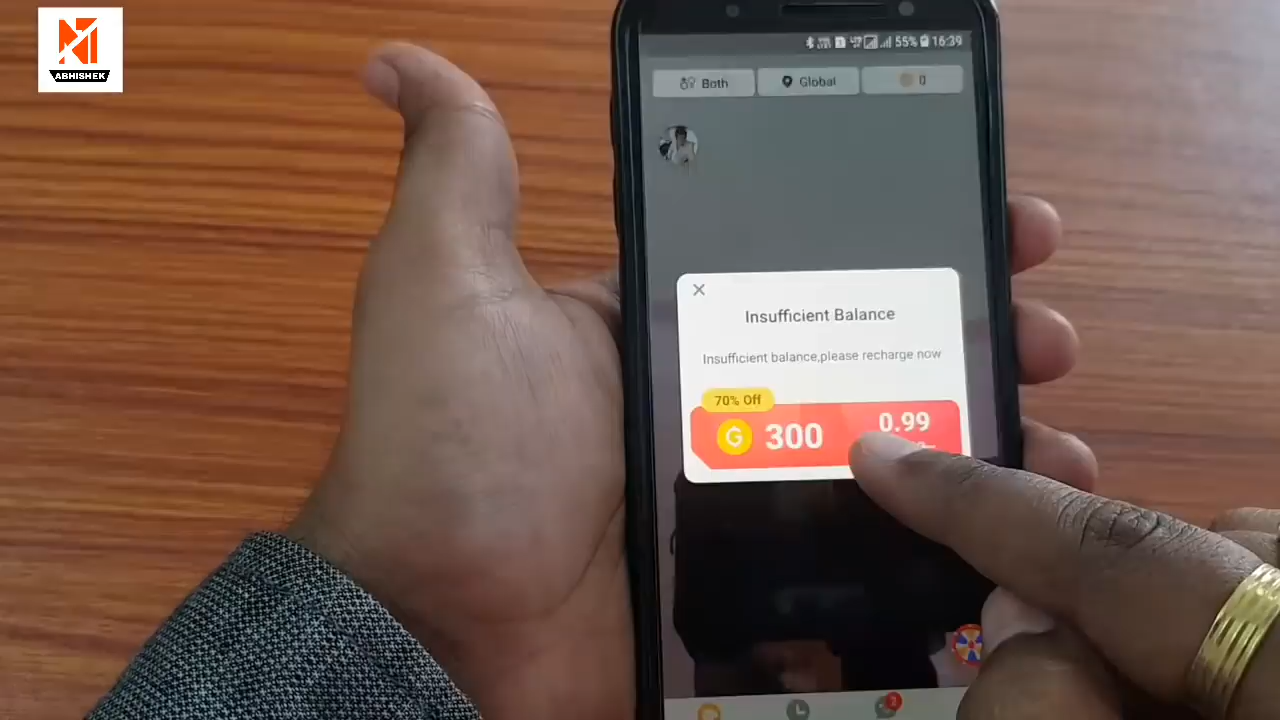 ABHISHEK
55% 16:39
Both
Global
0
Insufficient Balance
Insufficient balance,please recharge now
70% Off
300
0.99
2